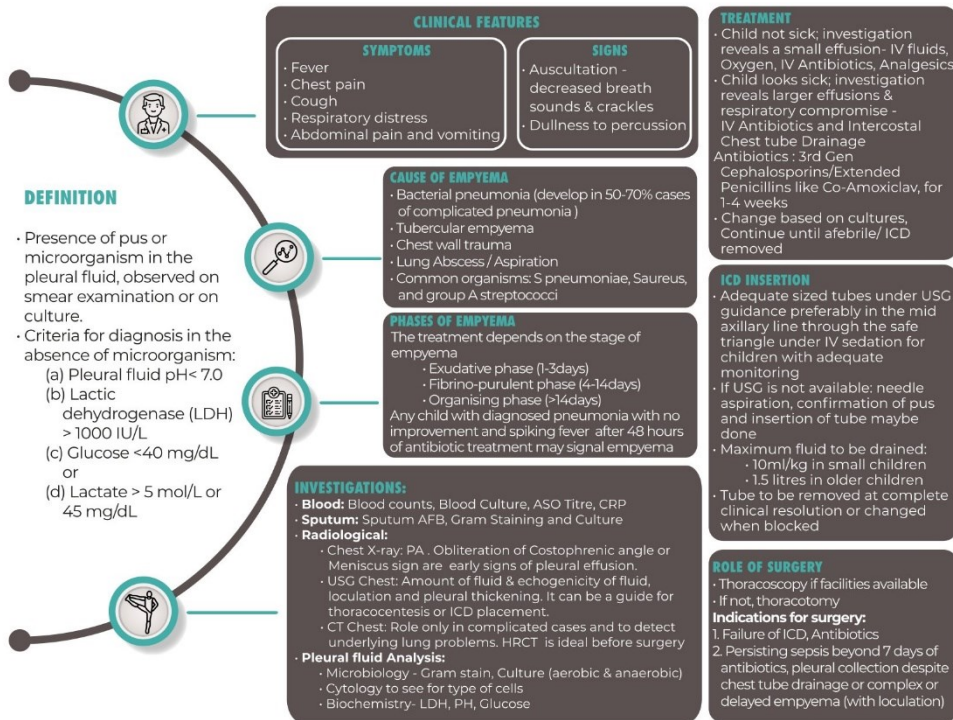 CLINICAL FEATURES
SYMPTOMS
• Fever
• Chest pain
• Cough
• Respiratory distress
• Abdominal pain and vomiting
SIGNS
• Auscultation -
decreased breath
sounds & crackles
• Dullness to percussion
TREATMENT
• Child not sick; investigation
reveals a small effusion- IV fluids,
Oxygen, IV Antibiotics, Analgesics
• Child looks sick; investigation
reveals larger effusions &
respiratory compromise -
IV Antibiotics and Intercostal
Chest tube Drainage
Antibiotics : 3rd Gen
Cephalosporins/Extended
Penicillins like Co-Amoxiclav, for
1-4 weeks
• Change based on cultures,
Continue until afebrile/ ICD
removed
DEFINITION
• Presence of pus or
microorganism in the
pleural fluid, observed on
smear examination or on
culture.
• Criteria for diagnosis in the
absence of microorganism:
(a) Pleural fluid pH< 7.0
(b) Lactic
dehydrogenase (LDH)
> 1000 IU/L
(c) Glucose <40 mg/dL
or
(d) Lactate > 5 mol/L or
45 mg/dL
CAUSE OF EMPYEMA
• Bacterial pneumonia (develop in 50-70% cases
of complicated pneumonia )
• Tubercular empyema
• Chest wall trauma
• Lung Abscess / Aspiration
• Common organisms: S pneumoniae, Saureus,
and group A streptococci
PHASES OF EMPYEMA
The treatment depends on the stage of
empyema
• Exudative phase (1-3days)
• Fibrino-purulent phase (4-14days)
• Organising phase (>14days)
Any child with diagnosed pneumonia with no
improvement and spiking fever after 48 hours
of antibiotic treatment may signal empyema
ICD INSERTION
• Adequate sized tubes under USG
guidance preferably in the mid
axillary line through the safe
triangle under IV sedation for
children with adequate
monitoring
• If USG is not available: needle
aspiration, confirmation of pus
and insertion of tube maybe
done
• Maximum fluid to be drained:
• 10ml/kg in small children
• 1.5 litres in older children
• Tube to be removed at complete
clinical resolution or changed
when blocked
INVESTIGATIONS:
• Blood: Blood counts, Blood Culture, ASO Titre, CRP
• Sputum: Sputum AFB, Gram Staining and Culture
• Radiological:
• Chest X-ray: PA . Obliteration of Costophrenic angle or
Meniscus sign are early signs of pleural effusion.
• USG Chest: Amount of fluid & echogenicity of fluid,
loculation and pleural thickening. It can be a guide for
thoracocentesis or ICD placement.
• CT Chest: Role only in complicated cases and to detect
underlying lung problems. HRCT is ideal before surgery
• Pleural fluid Analysis:
• Microbiology - Gram stain, Culture (aerobic & anaerobic)
• Cytology to see for type of cells
• Biochemistry- LDH, PH, Glucose
ROLE OF SURGERY
• Thoracoscopy if facilities available
• If not, thoracotomy
Indications for surgery:
1. Failure of ICD, Antibiotics
2. Persisting sepsis beyond 7 days of
antibiotics, pleural collection despite
chest tube drainage or complex or
delayed empyema (with loculation)